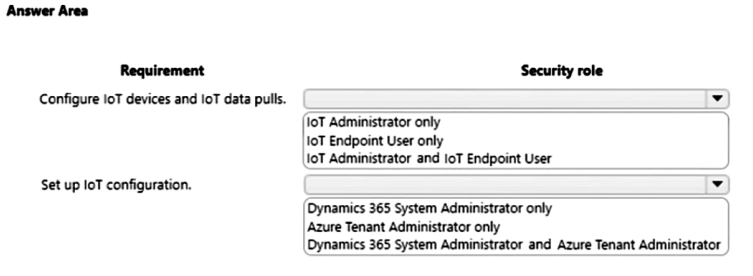 Answer Area
Requirement Security role
Configure IoT devices and IoT data pulls.
IoT Administrator only
IoT Endpoint User only
IoT Administrator and IoT Endpoint User
Set up IoT configuration.
Dynamics 365 System Administrator only
Azure Tenant Administrator only
Dynamics 365 System Administrator and Azure Tenant Administrator